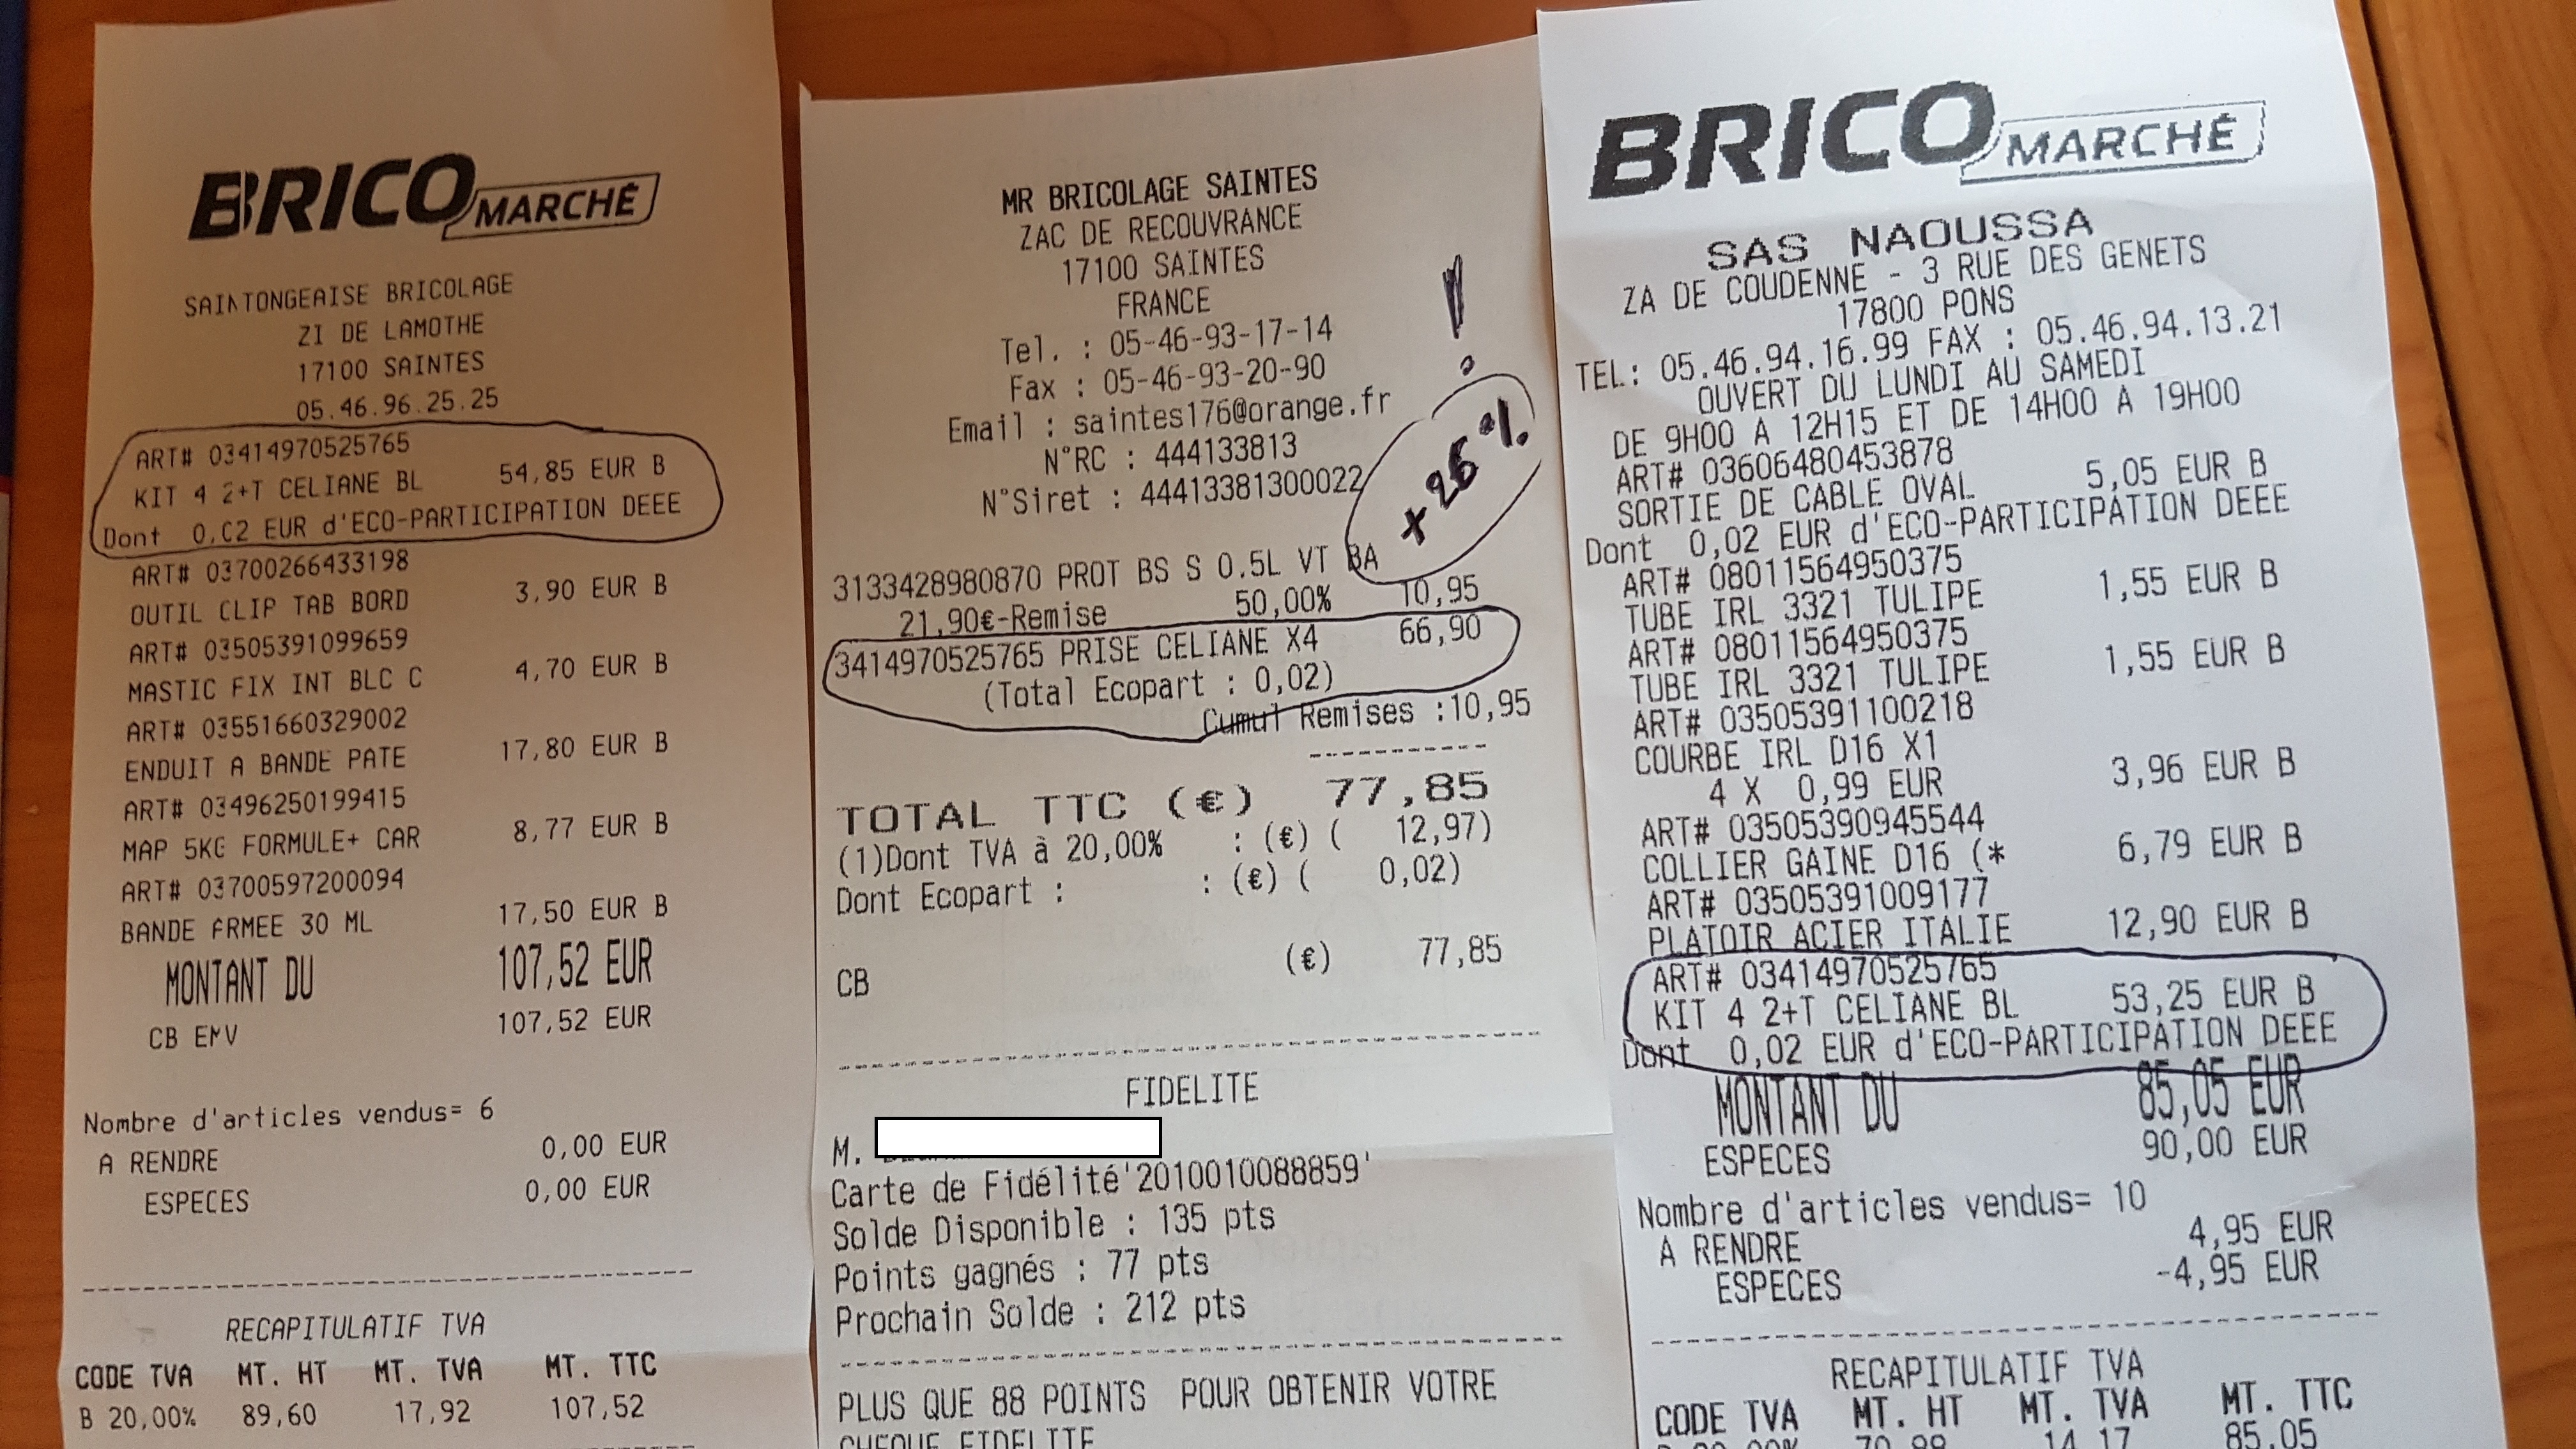 BRICO MARCHÉ
SAINTONGEAISE BRICOLAGE
ZI DE LAMOTHE
17100 SAINTES
05.46.96.25.25
ART# 03414970525765
KIT 4 2+T CELIANE BL 54,85 EUR B
Dont 0,02 EUR d'ECO-PARTICIPATION DEEE
ART# 03700266433198
OUTIL CLIP TAB BORD 3,90 EUR B
ART# 03505391099659
MASTIC FIX INT BLC C 4,70 EUR B
ART# 03551660329002
ENDUIT A BANDE PATE 17,80 EUR B
ART# 03496250199415
MAP 5KG FORMULE+ CAR 8,77 EUR B
ART# 03700597200094
BANDE ARMEE 30 ML 17,50 EUR B
MONTANT DU 107,52 EUR
CB EMV 107,52 EUR
Nombre d'articles vendus= 6
A RENDRE 0,00 EUR
ESPECES 0,00 EUR
RECAPITULATIF TVA
CODE TVA MT. HT MT. TVA MT. TTC
B 20,00% 89,60 17,92 107,52
MR BRICOLAGE SAINTES
ZAC DE RECOUVRANCE
17100 SAINTES
FRANCE
Tel. : 05-46-93-17-14
Fax : 05-46-93-20-90
Email : saintes176@orange.fr
N°RC : 444133813
N°Siret : 44413381300022
!
+ 26 %
3133428980870 PROT BS S 0.5L VT BA
21,90€-Remise 50,00% 10,95
3414970525765 PRISE CELIANE X4 66,90
(Total Ecopart : 0,02)
Cumul Remises :10,95
TOTAL TTC (€) 77,85
(1)Dont TVA à 20,00% : (€) ( 12,97)
Dont Ecopart : : (€) ( 0,02)
CB (€) 77,85
FIDELITE
M.
Carte de Fidélité'2010010088859'
Solde Disponible : 135 pts
Points gagnés : 77 pts
Prochain Solde : 212 pts
PLUS QUE 88 POINTS POUR OBTENIR VOTRE
CHEQUE FIDELITE
BRICO MARCHÉ
SAS NAOUSSA
ZA DE COUDENNE - 3 RUE DES GENETS
17800 PONS
TEL: 05.46.94.16.99 FAX : 05.46.94.13.21
OUVERT DU LUNDI AU SAMEDI
DE 9H00 A 12H15 ET DE 14H00 A 19H00
ART# 03606480453878
SORTIE DE CABLE OVAL 5,05 EUR B
Dont 0,02 EUR d'ECO-PARTICIPATION DEEE
ART# 08011564950375
TUBE IRL 3321 TULIPE 1,55 EUR B
ART# 08011564950375
TUBE IRL 3321 TULIPE 1,55 EUR B
ART# 03505391100218
COURBE IRL D16 X1
4 X 0,99 EUR 3,96 EUR B
ART# 03505390945544
COLLIER GAINE D16 (* 6,79 EUR B
ART# 03505391009177
PLATOIR ACIER ITALIE 12,90 EUR B
ART# 03414970525765
KIT 4 2+T CELIANE BL 53,25 EUR B
Dont 0,02 EUR d'ECO-PARTICIPATION DEEE
MONTANT DU 85,05 EUR
ESPECES 90,00 EUR
Nombre d'articles vendus= 10
A RENDRE 4,95 EUR
ESPECES -4,95 EUR
RECAPITULATIF TVA
CODE TVA MT. HT MT. TVA MT. TTC
B 20,00% 70,88 14,17 85,05